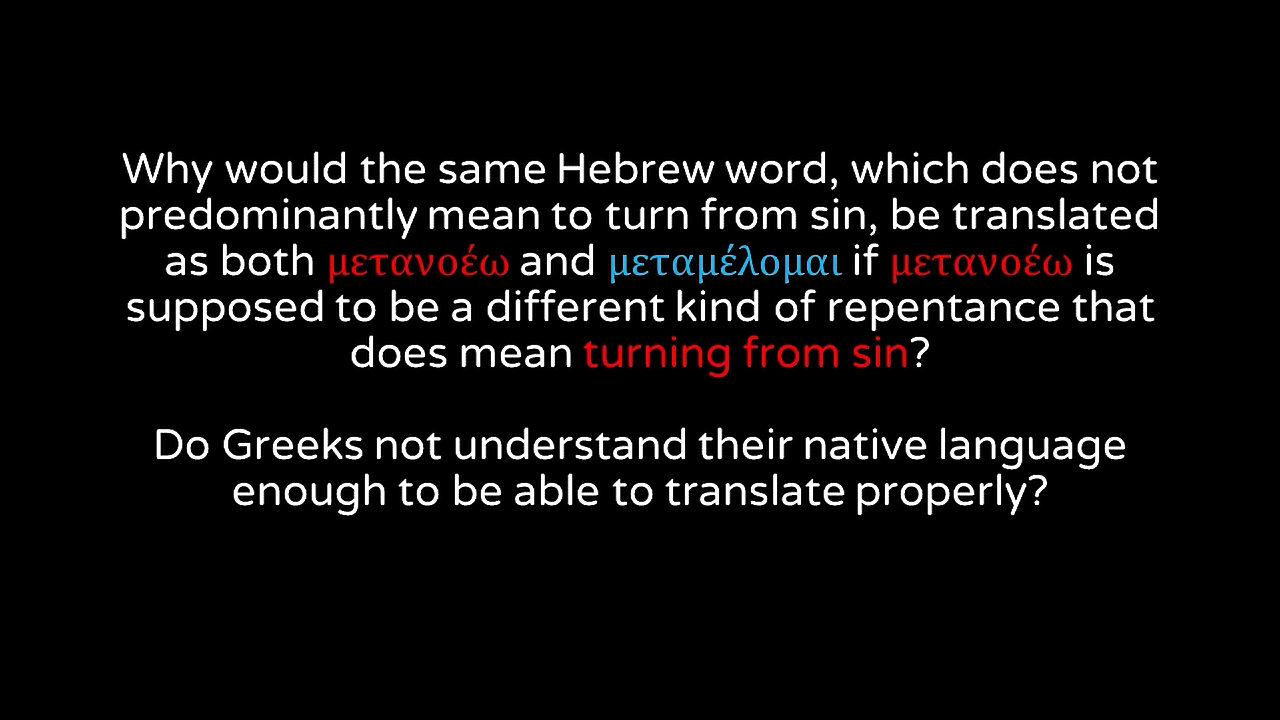 Why would the same Hebrew word, which does not
predominantly mean to turn from sin, be translated
as both μετανοέω and μεταμέλομαι if μετανοέω is
supposed to be a different kind of repentance that
does mean turning from sin?
Do Greeks not understand their native language
enough to be able to translate properly?